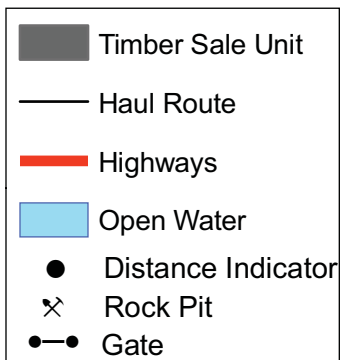 Timber Sale Unit
Haul Route
Highways
Open Water
Distance Indicator
Rock Pit
Gate